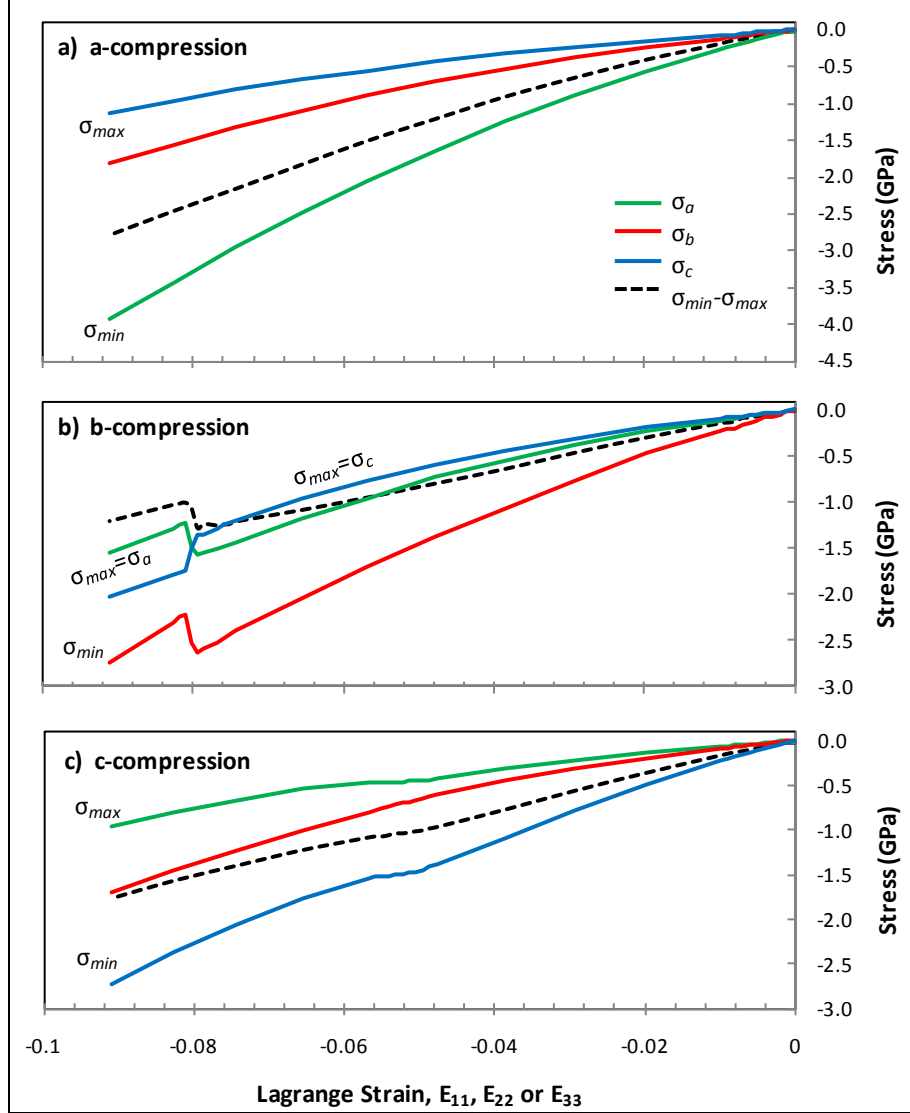 a) a-compression
σmax
σmin
σa
σb
σc
σmin-σmax
0.0
-0.5
-1.0
-1.5
-2.0
-2.5
-3.0
-3.5
-4.0
-4.5
Stress (GPa)
b) b-compression
σmax=σc
σmax=σa
σmin
0.0
-0.5
-1.0
-1.5
-2.0
-2.5
-3.0
Stress (GPa)
c) c-compression
σmax
σmin
0.0
-0.5
-1.0
-1.5
-2.0
-2.5
-3.0
Stress (GPa)
-0.1 -0.08 -0.06 -0.04 -0.02 0
Lagrange Strain, E11, E22 or E33